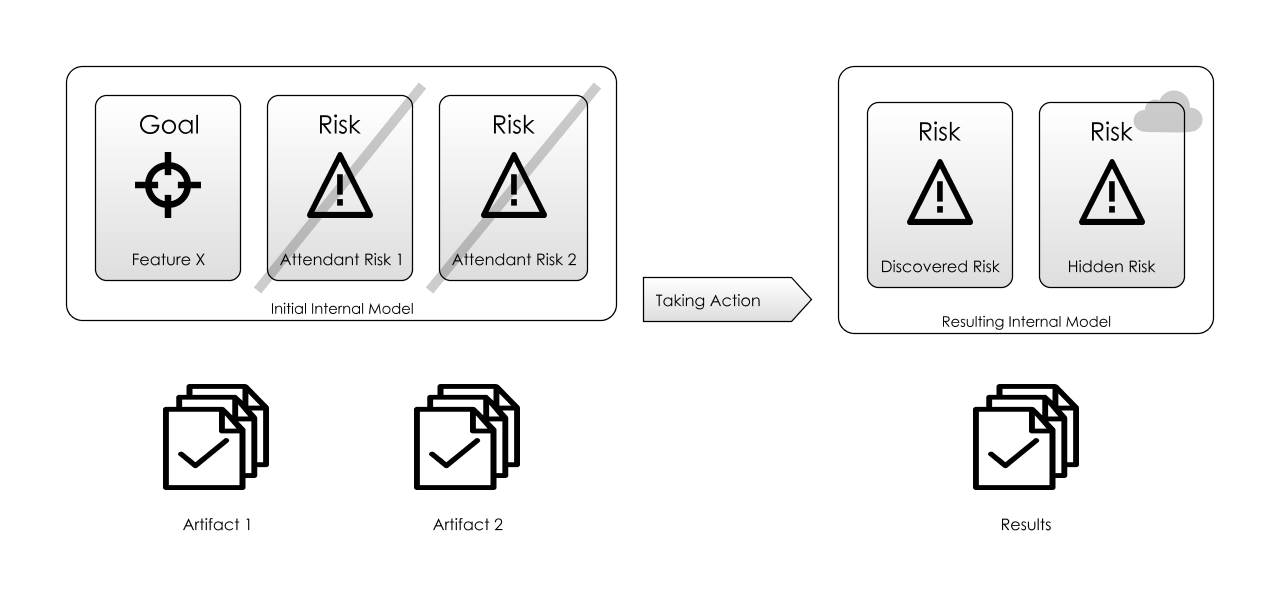 Goal
Feature X
Risk
Attendant Risk 1
Risk
Attendant Risk 2
Initial Internal Model
Taking Action
Risk
Discovered Risk
Risk
Hidden Risk
Resulting Internal Model
Artifact 1
Artifact 2
Results